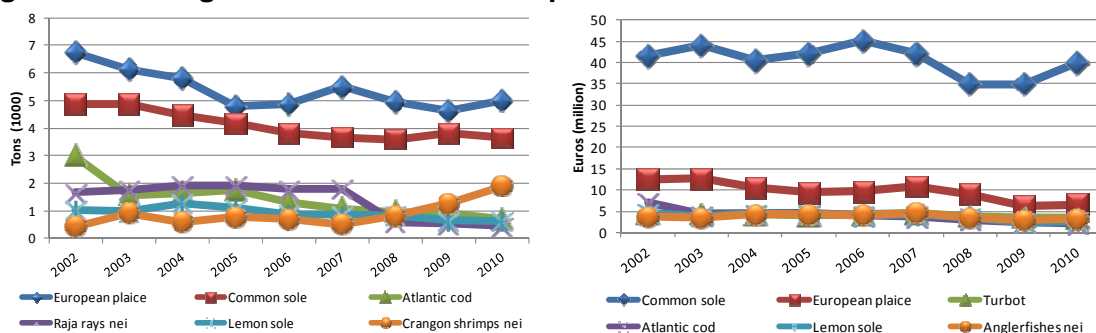 8
7
6
5
4
3
2
1
0
Tons (1000)
2002 2003 2004 2005 2006 2007 2008 2009 2010
European plaice Common sole Atlantic cod
Raja rays nei Lemon sole Crangon shrimps nei
50
45
40
35
30
25
20
15
10
5
0
Euros (million)
2002 2003 2004 2005 2006 2007 2008 2009 2010
Common sole European plaice Turbot
Atlantic cod Lemon sole Anglerfishes nei